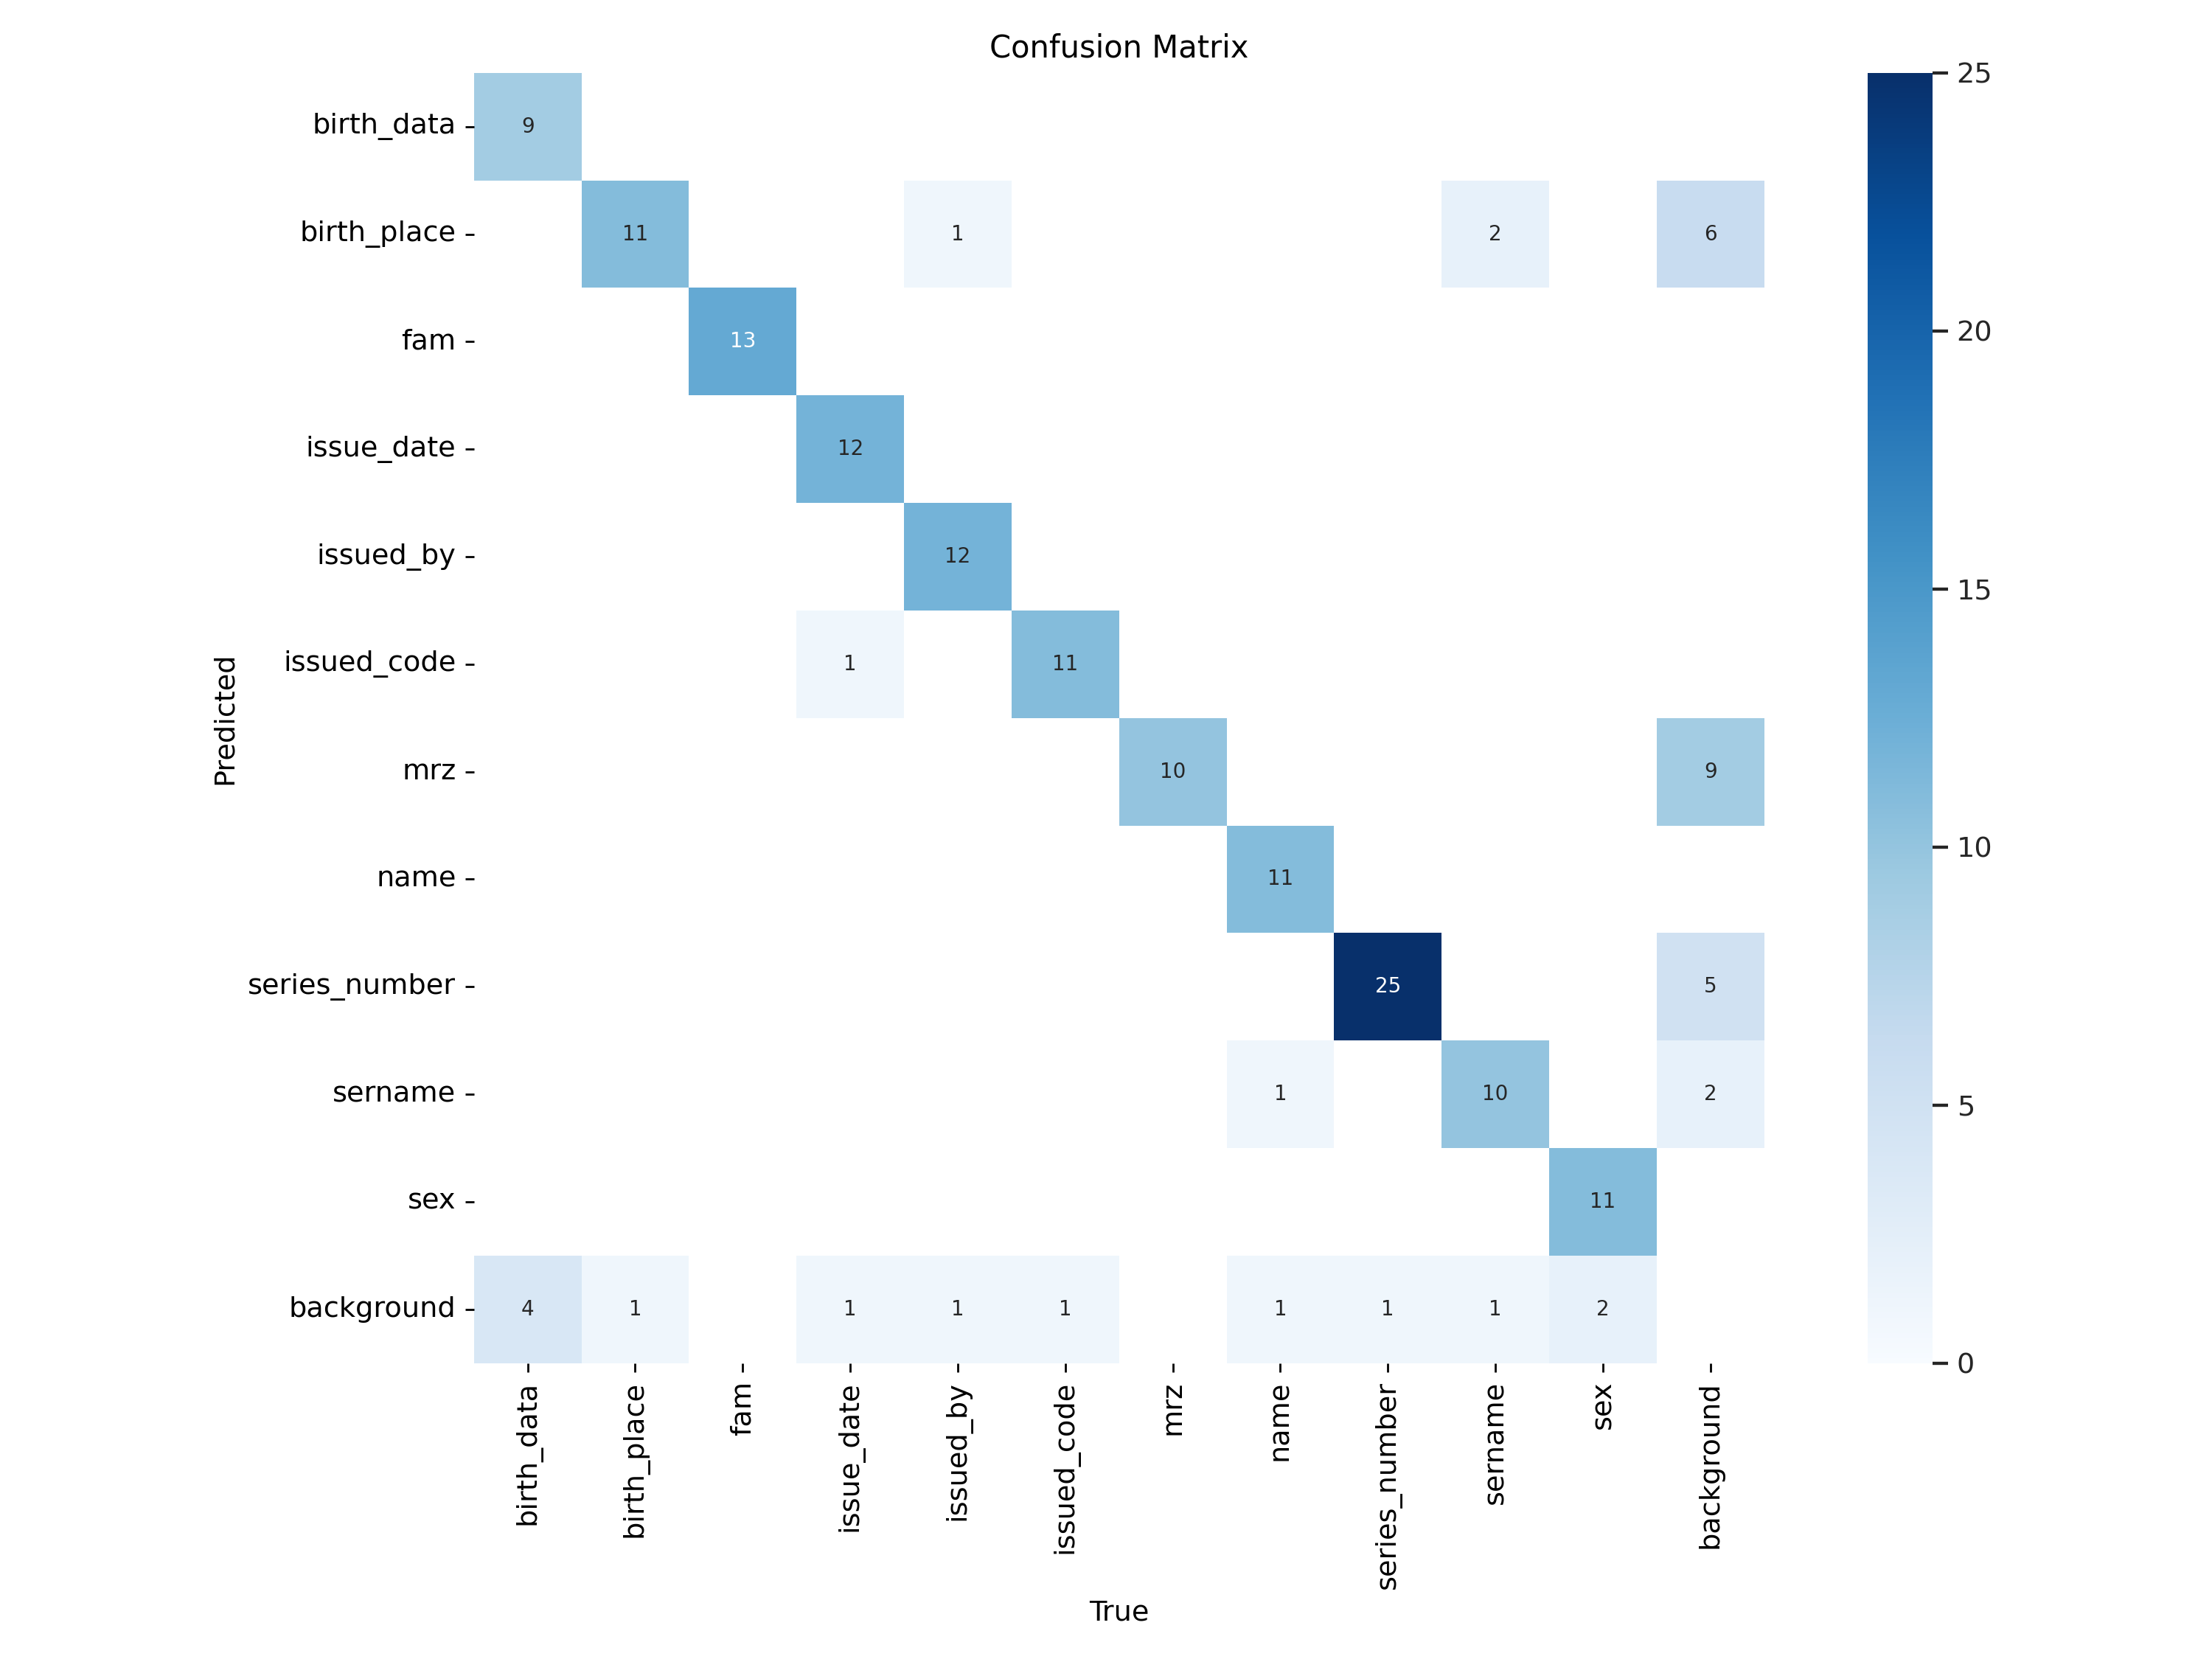 Confusion Matrix
birth_data
9
birth_place
11
1
2
6
fam
13
issue_date
12
issued_by
12
issued_code
1
11
mrz
10
9
name
11
series_number
25
5
sername
1
10
2
sex
11
background
4
1
1
1
1
1
1
1
2
Predicted
birth_data
birth_place
fam
issue_date
issued_by
issued_code
mrz
name
series_number
sername
sex
background
True
25
20
15
10
5
0